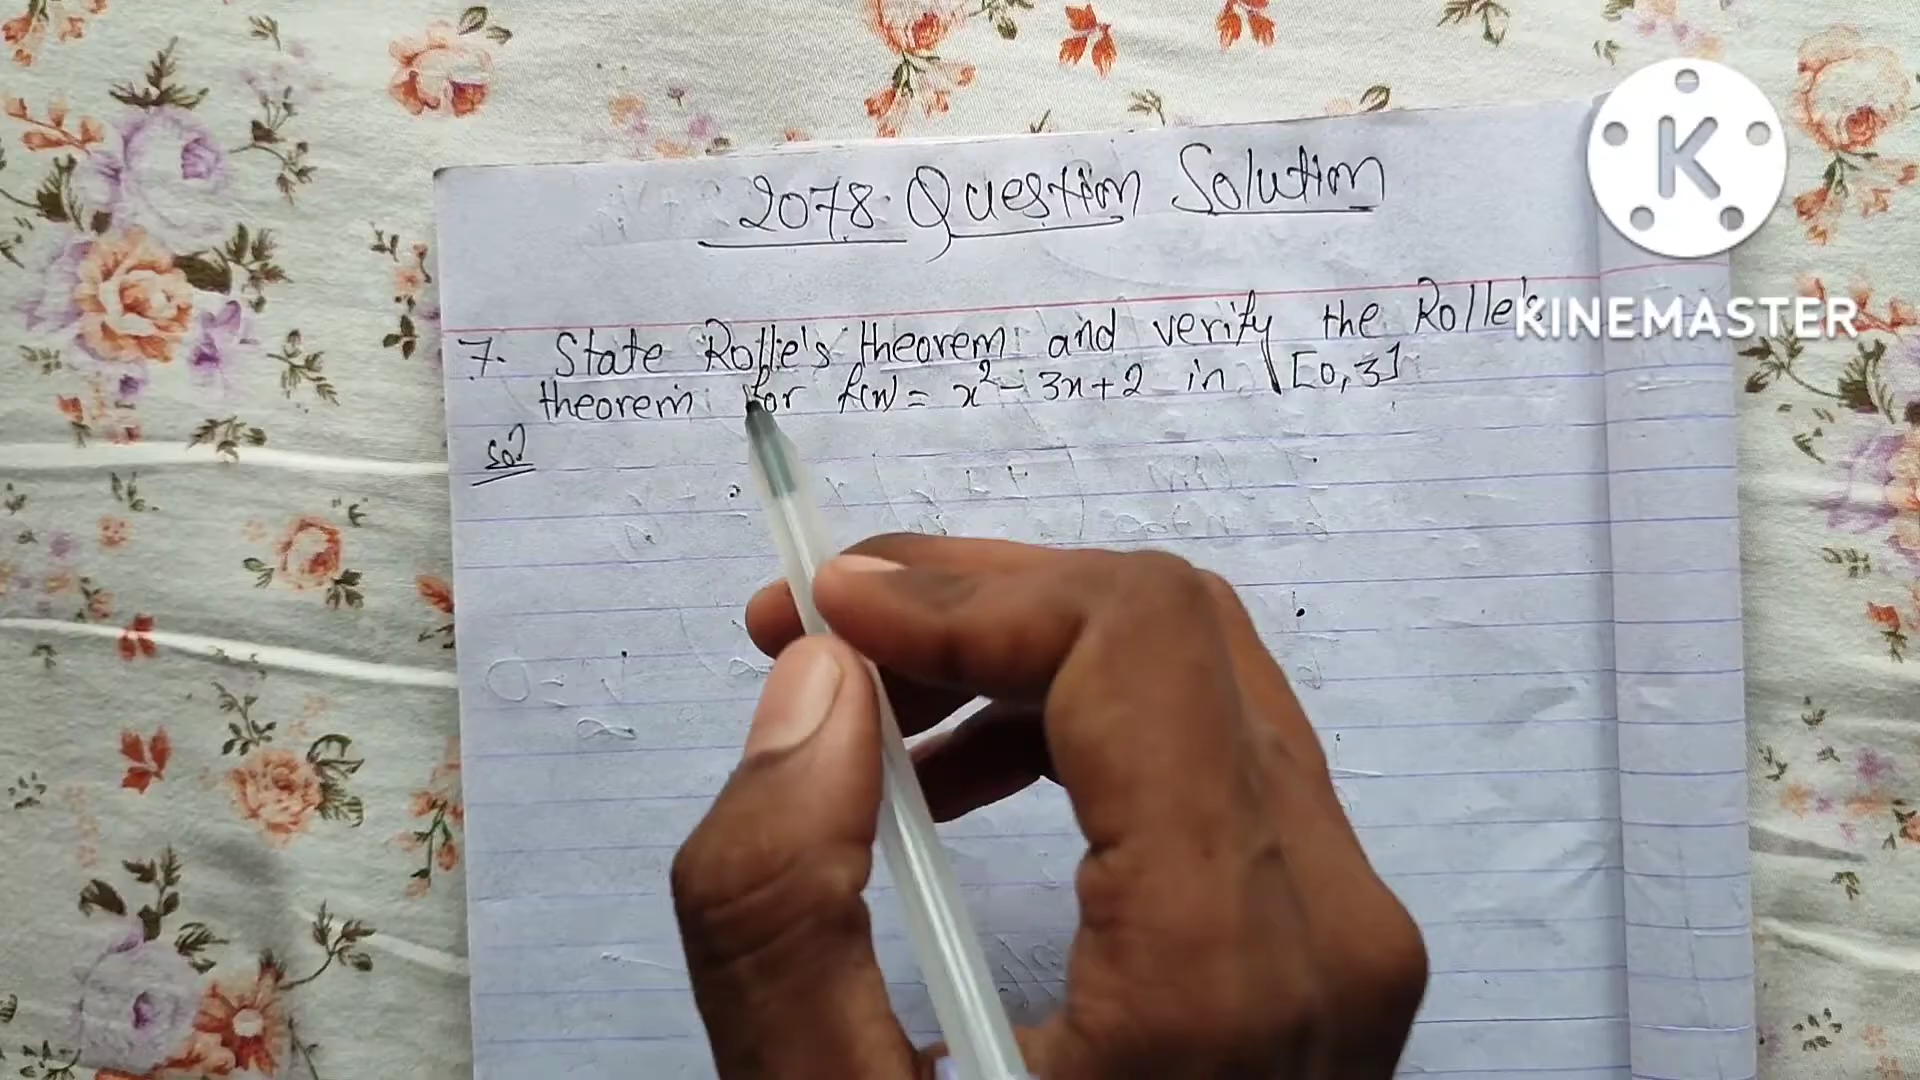 2078 Question Solution
7. State Rolle's theorem and verify the Rolle's
theorem for f(x) = x² - 3x + 2 in [0, 3]
Solⁿ
K
KINEMASTER